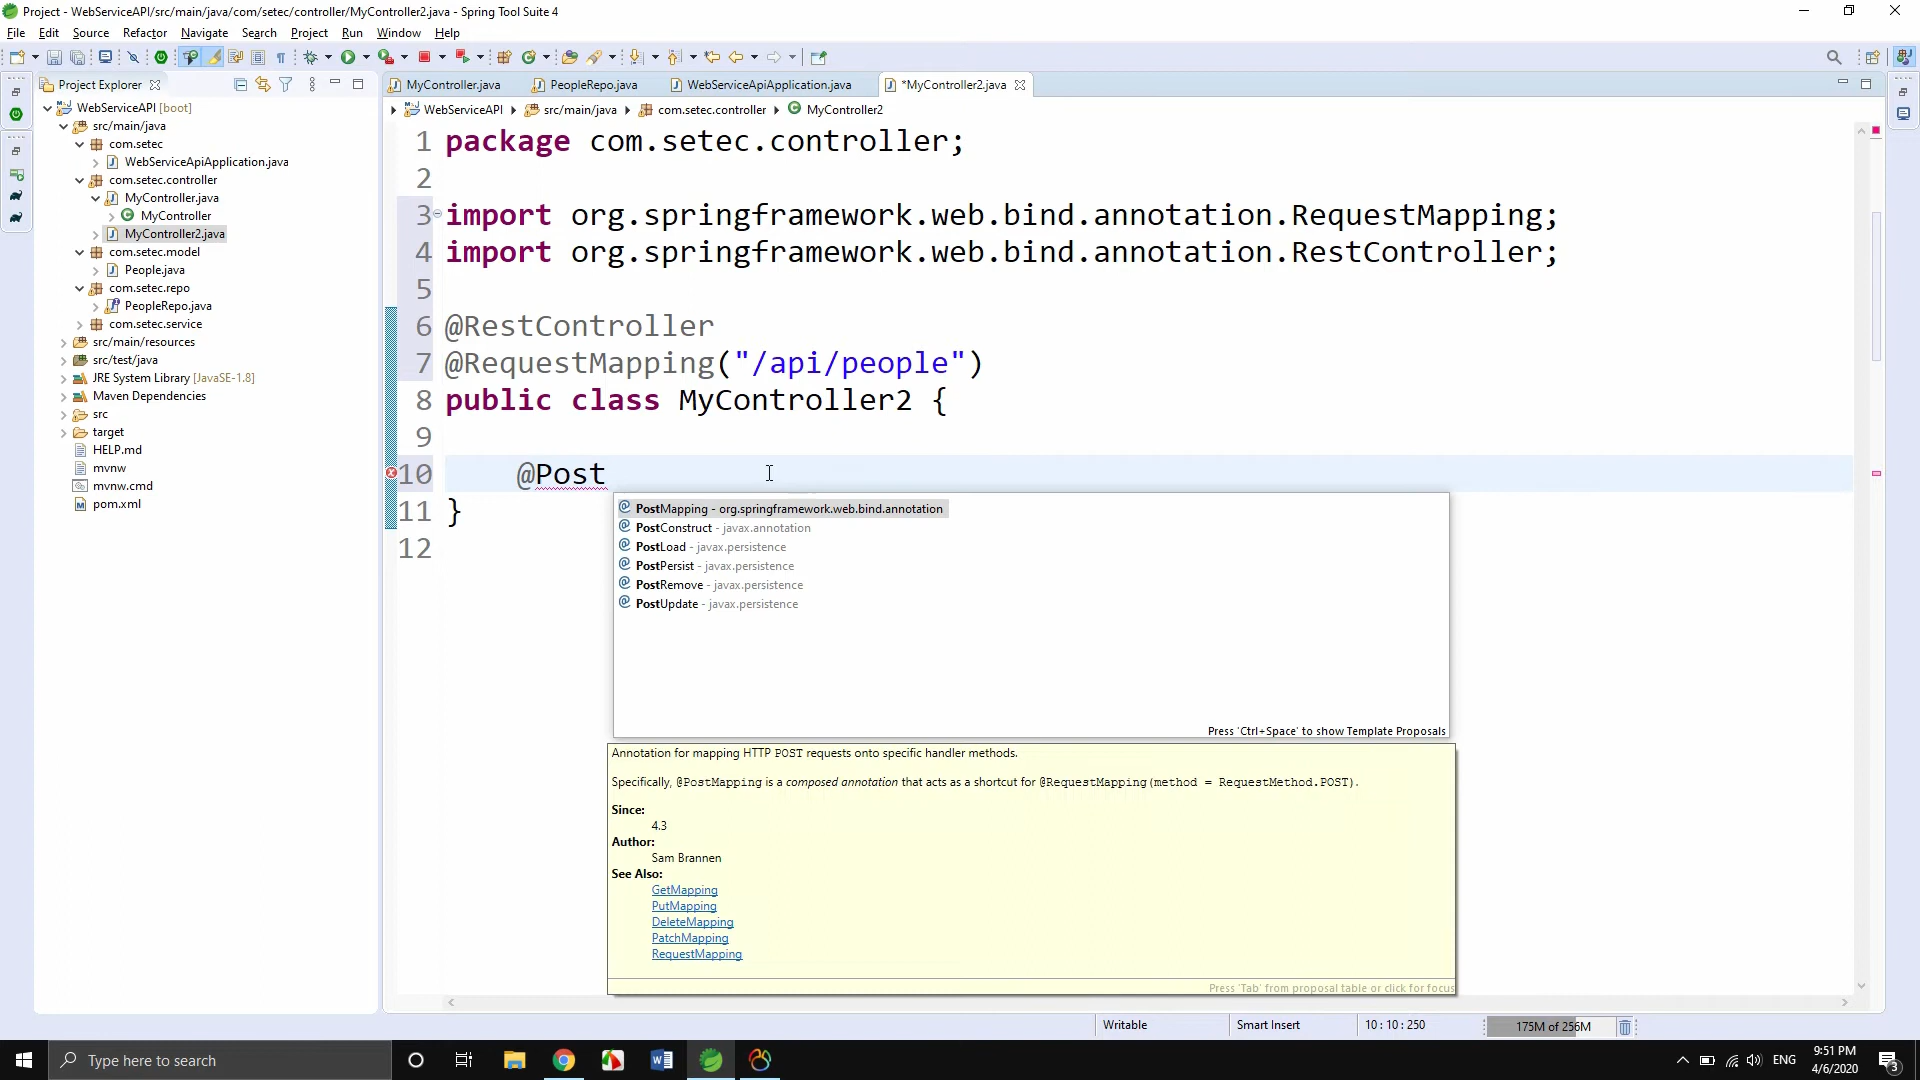 Project - WebServiceAPI/src/main/java/com/setec/controller/MyController2.java - Spring Tool Suite 4
File Edit Source Refactor Navigate Search Project Run Window Help
Project Explorer
WebServiceAPI [boot]
src/main/java
com.setec
WebServiceApiApplication.java
com.setec.controller
MyController.java
MyController
MyController2.java
com.setec.model
People.java
com.setec.repo
PeopleRepo.java
com.setec.service
src/main/resources
src/test/java
JRE System Library [JavaSE-1.8]
Maven Dependencies
src
target
HELP.md
mvnw
mvnw.cmd
pom.xml
MyController.java PeopleRepo.java WebServiceApiApplication.java *MyController2.java
WebServiceAPI src/main/java com.setec.controller MyController2
1 package com.setec.controller;
2
3 import org.springframework.web.bind.annotation.RequestMapping;
4 import org.springframework.web.bind.annotation.RestController;
5
6 @RestController
7 @RequestMapping("/api/people")
8 public class MyController2 {
9
10 @Post
11 }
12
PostMapping - org.springframework.web.bind.annotation
PostConstruct - javax.annotation
PostLoad - javax.persistence
PostPersist - javax.persistence
PostRemove - javax.persistence
PostUpdate - javax.persistence
Press 'Ctrl+Space' to show Template Proposals
Annotation for mapping HTTP POST requests onto specific handler methods.
Specifically, @PostMapping is a composed annotation that acts as a shortcut for @RequestMapping(method = RequestMethod.POST).
Since:
4.3
Author:
Sam Brannen
See Also:
GetMapping
PutMapping
DeleteMapping
PatchMapping
RequestMapping
Press 'Tab' from proposal table or click for focus
Writable Smart Insert 10 : 10 : 250 175M of 256M
Type here to search
ENG
9:51 PM
4/6/2020
3